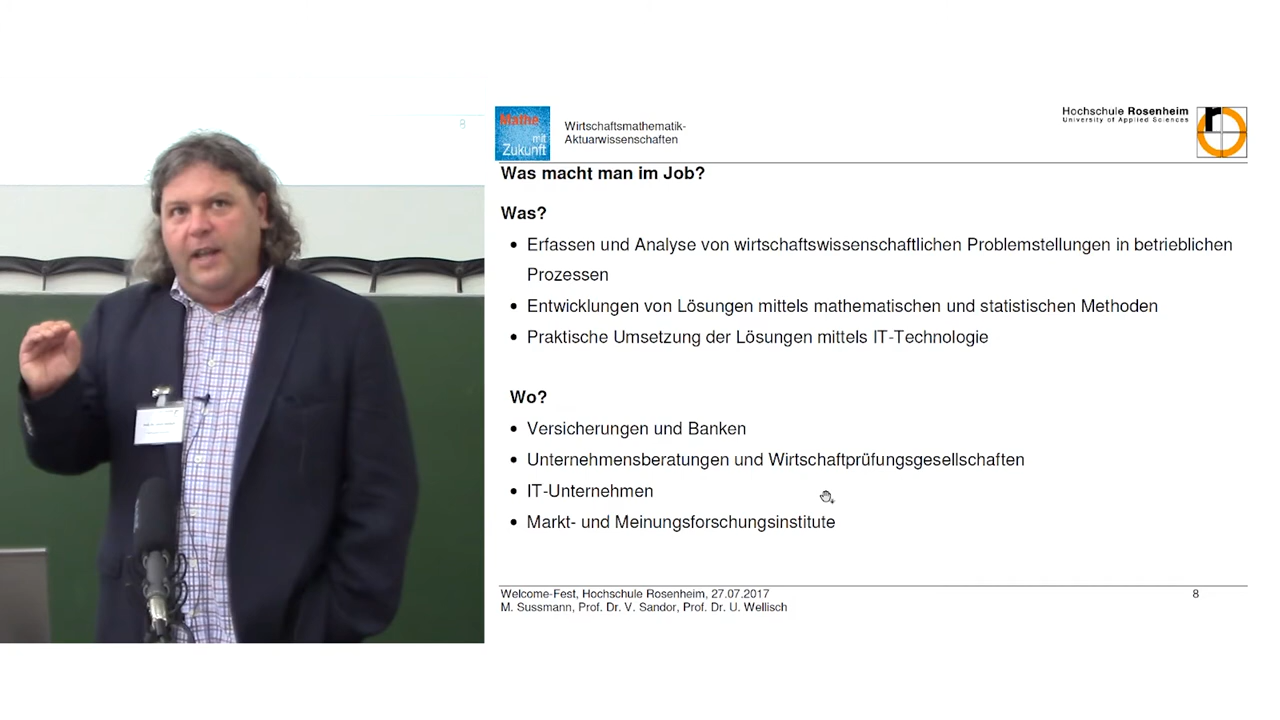 8
Mathe
mit
Zukunft
Wirtschaftsmathematik-
Aktuarwissenschaften
Hochschule Rosenheim
University of Applied Sciences
r
Was macht man im Job?
Was?
• Erfassen und Analyse von wirtschaftswissenschaftlichen Problemstellungen in betrieblichen
Prozessen
• Entwicklungen von Lösungen mittels mathematischen und statistischen Methoden
• Praktische Umsetzung der Lösungen mittels IT-Technologie
Wo?
• Versicherungen und Banken
• Unternehmensberatungen und Wirtschaftprüfungsgesellschaften
• IT-Unternehmen
• Markt- und Meinungsforschungsinstitute
Welcome-Fest, Hochschule Rosenheim, 27.07.2017
8
M. Sussmann, Prof. Dr. V. Sandor, Prof. Dr. U. Wellisch